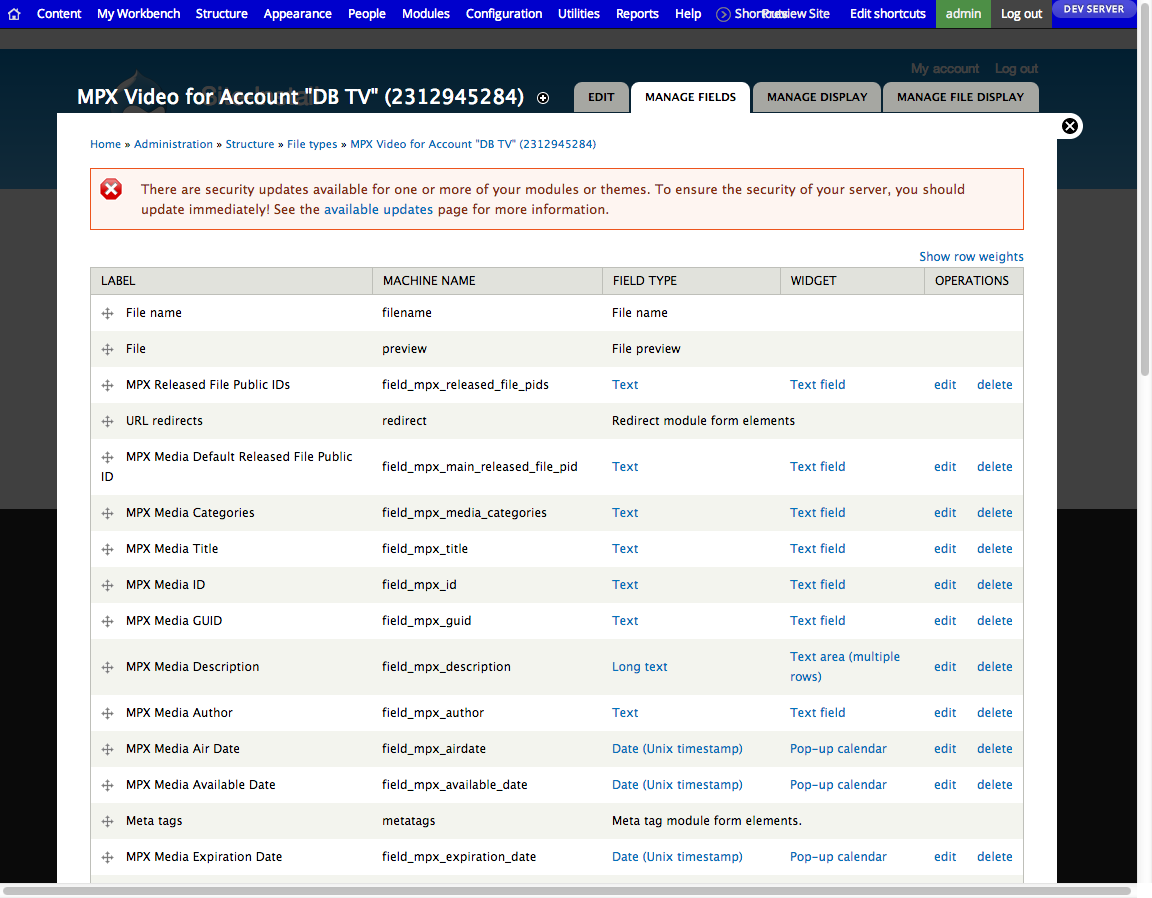 Content My Workbench Structure Appearance People Modules Configuration Utilities Reports Help Shortcuts Preview Site Edit shortcuts admin Log out DEV SERVER
My account Log out
MPX Video for Account "DB TV" (2312945284) EDIT MANAGE FIELDS MANAGE DISPLAY MANAGE FILE DISPLAY
Home » Administration » Structure » File types » MPX Video for Account "DB TV" (2312945284)
There are security updates available for one or more of your modules or themes. To ensure the security of your server, you should
update immediately! See the available updates page for more information.
Show row weights
LABEL MACHINE NAME FIELD TYPE WIDGET OPERATIONS
File name filename File name
File preview File preview
MPX Released File Public IDs field_mpx_released_file_pids Text Text field edit delete
URL redirects redirect Redirect module form elements
MPX Media Default Released File Public
ID field_mpx_main_released_file_pid Text Text field edit delete
MPX Media Categories field_mpx_media_categories Text Text field edit delete
MPX Media Title field_mpx_title Text Text field edit delete
MPX Media ID field_mpx_id Text Text field edit delete
MPX Media GUID field_mpx_guid Text Text field edit delete
MPX Media Description field_mpx_description Long text Text area (multiple
rows) edit delete
MPX Media Author field_mpx_author Text Text field edit delete
MPX Media Air Date field_mpx_airdate Date (Unix timestamp) Pop-up calendar edit delete
MPX Media Available Date field_mpx_available_date Date (Unix timestamp) Pop-up calendar edit delete
Meta tags metatags Meta tag module form elements.
MPX Media Expiration Date field_mpx_expiration_date Date (Unix timestamp) Pop-up calendar edit delete